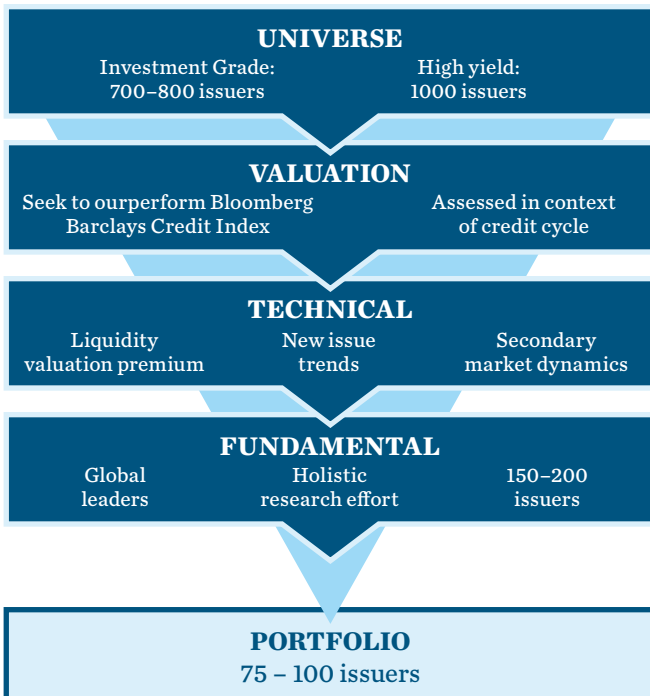 UNIVERSE
Investment Grade:
700–800 issuers
High yield:
1000 issuers
VALUATION
Seek to ourperform Bloomberg
Barclays Credit Index
Assessed in context
of credit cycle
TECHNICAL
Liquidity
valuation premium
New issue
trends
Secondary
market dynamics
FUNDAMENTAL
Global
leaders
Holistic
research effort
150–200
issuers
PORTFOLIO
75 – 100 issuers